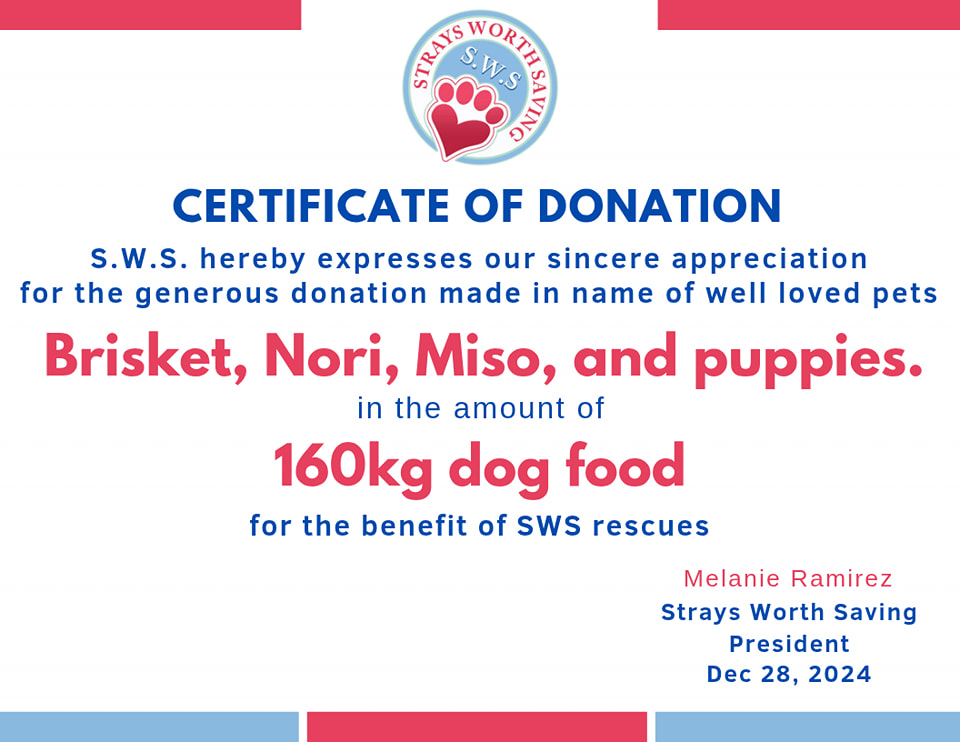 STRAYS WORTH SAVING
S.W.S
CERTIFICATE OF DONATION
S.W.S. hereby expresses our sincere appreciation
for the generous donation made in name of well loved pets
Brisket, Nori, Miso, and puppies.
in the amount of
160kg dog food
for the benefit of SWS rescues
Melanie Ramirez
Strays Worth Saving
President
Dec 28, 2024